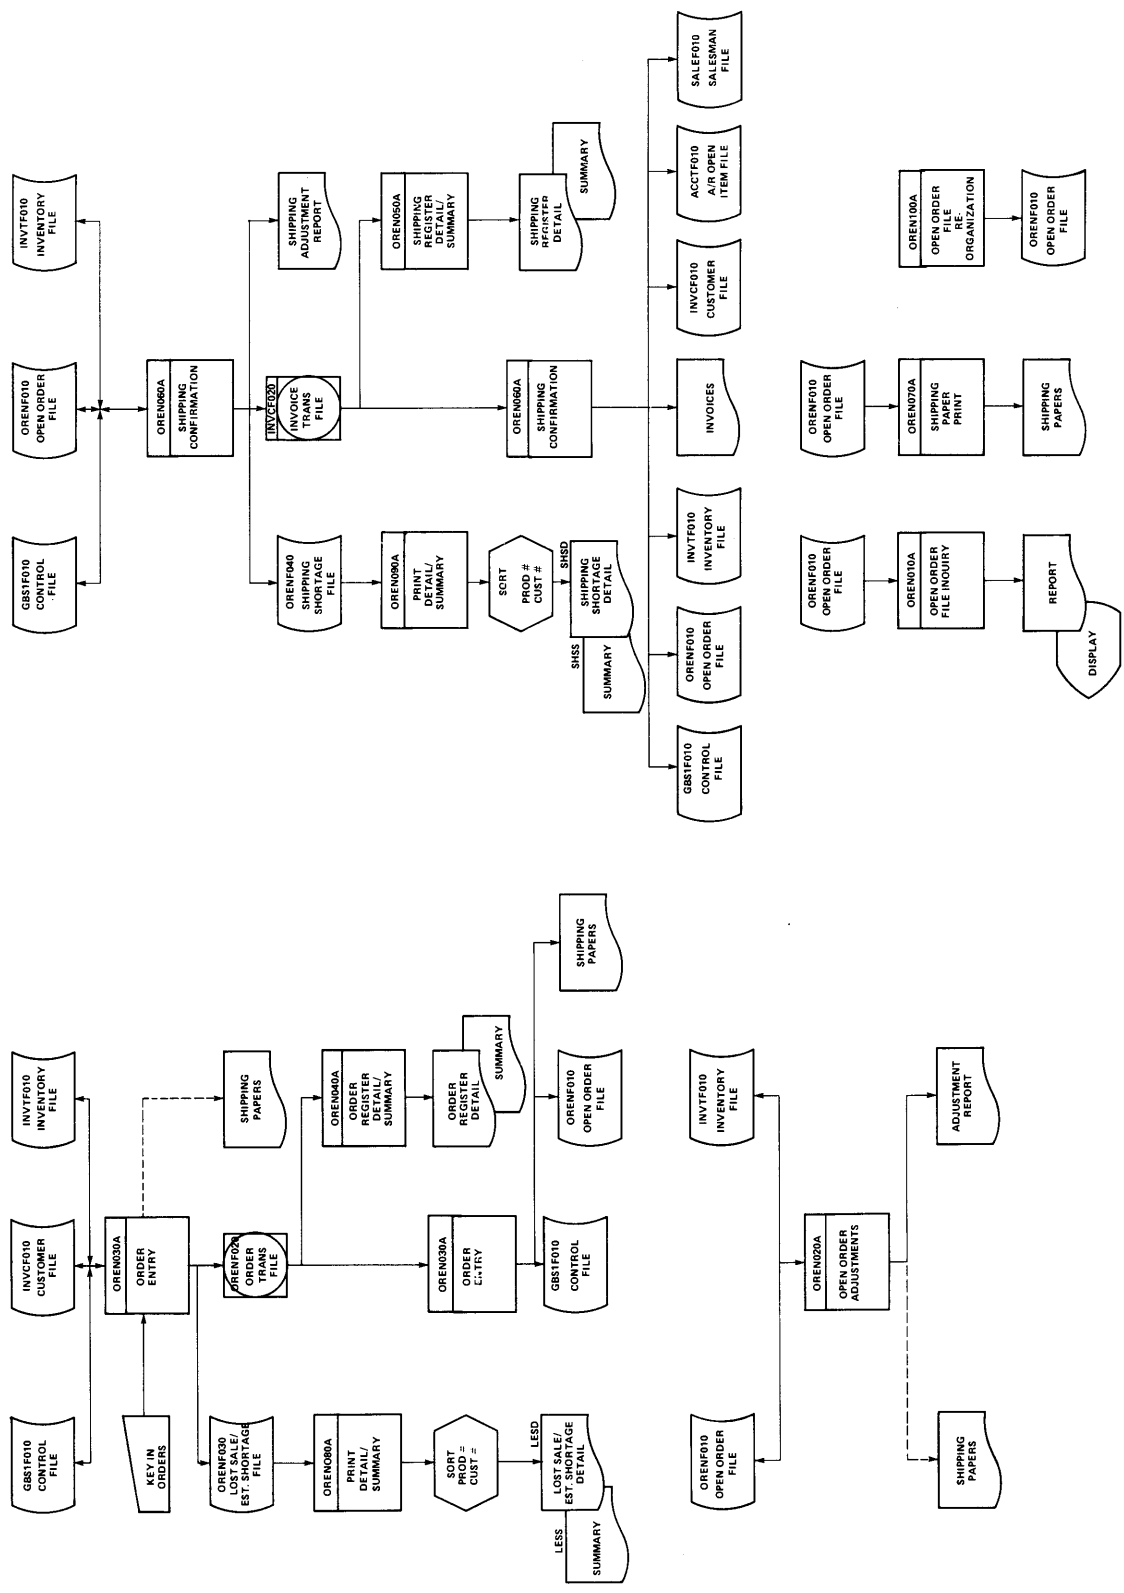 GBS1F010
CONTROL
FILE
INVCF010
CUSTOMER
FILE
INVTF010
INVENTORY
FILE
KEY IN
ORDERS
OREN030A
ORDER
ENTRY
ORENF030
LOST SALE/
EST. SHORTAGE
FILE
ORENF020
ORDER
TRANS
FILE
SHIPPING
PAPERS
OREN080A
PRINT
DETAIL/
SUMMARY
OREN040A
ORDER
REGISTER
DETAIL/
SUMMARY
SORT
PROD #
CUST #
OREN030A
ORDER
ENTRY
ORDER
REGISTER
DETAIL
SUMMARY
LESD
LOST SALE/
EST. SHORTAGE
DETAIL
LESS
SUMMARY
GBS1F010
CONTROL
FILE
ORENF010
OPEN ORDER
FILE
SHIPPING
PAPERS
ORENF010
OPEN ORDER
FILE
INVTF010
INVENTORY
FILE
OREN020A
OPEN ORDER
ADJUSTMENTS
SHIPPING
PAPERS
ADJUSTMENT
REPORT
GBS1F010
CONTROL
FILE
ORENF010
OPEN ORDER
FILE
INVTF010
INVENTORY
FILE
OREN060A
SHIPPING
CONFIRMATION
ORENF040
SHIPPING
SHORTAGE
FILE
INVCF020
INVOICE
TRANS
FILE
SHIPPING
ADJUSTMENT
REPORT
OREN090A
PRINT
DETAIL/
SUMMARY
OREN050A
SHIPPING
REGISTER
DETAIL/
SUMMARY
SORT
PROD #
CUST #
OREN060A
SHIPPING
CONFIRMATION
SHIPPING
REGISTER
DETAIL
SUMMARY
SHSD
SHIPPING
SHORTAGE
DETAIL
SHSS
SUMMARY
GBS1F010
CONTROL
FILE
ORENF010
OPEN ORDER
FILE
INVTF010
INVENTORY
FILE
INVOICES
INVCF010
CUSTOMER
FILE
ACCTF010
A/R OPEN
ITEM FILE
SALEF010
SALESMAN
FILE
ORENF010
OPEN ORDER
FILE
OREN010A
OPEN ORDER
FILE INQUIRY
REPORT
DISPLAY
ORENF010
OPEN ORDER
FILE
OREN070A
SHIPPING
PAPER
PRINT
SHIPPING
PAPERS
OREN100A
OPEN ORDER
FILE
RE-
ORGANIZATION
ORENF010
OPEN ORDER
FILE